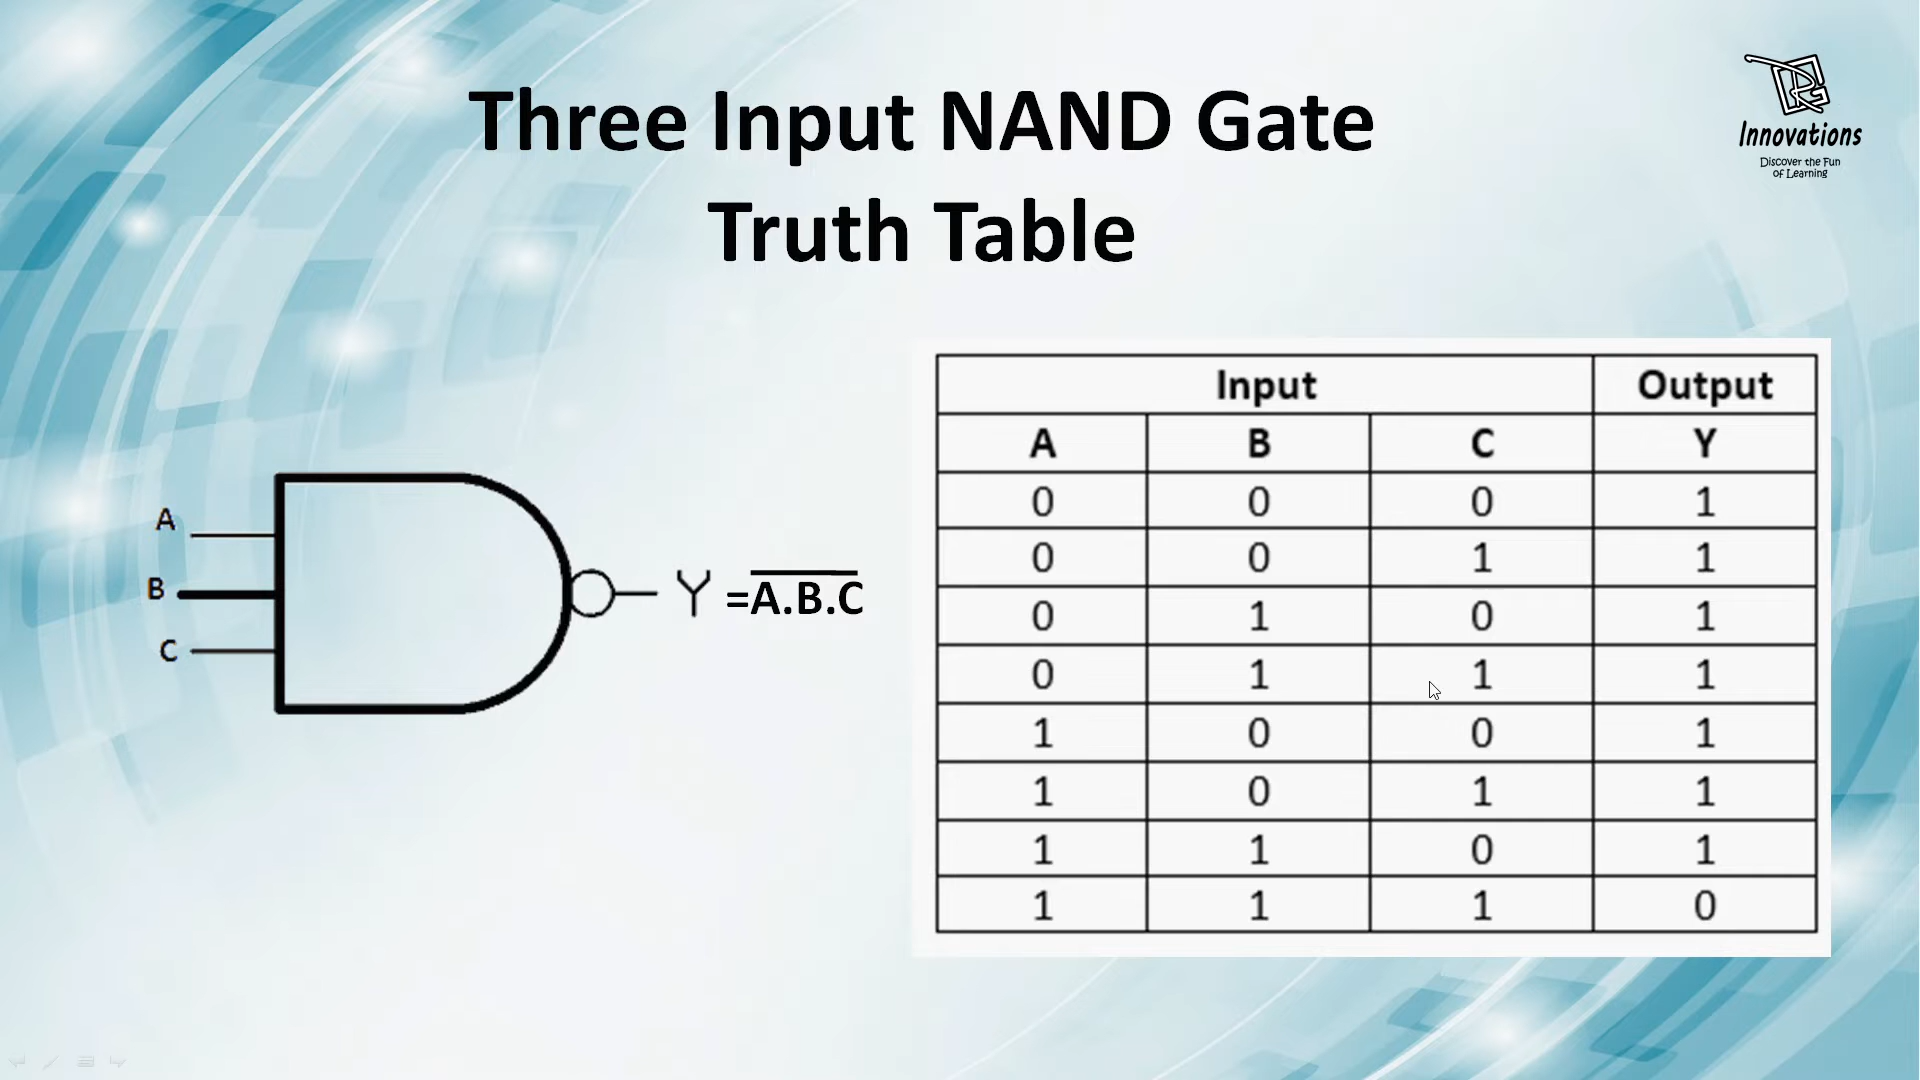 Three Input NAND Gate
Truth Table
Innovations
Discover the Fun
of Learning
A
B
C
Y =A.B.C
Input Output
A B C Y
0 0 0 1
0 0 1 1
0 1 0 1
0 1 1 1
1 0 0 1
1 0 1 1
1 1 0 1
1 1 1 0